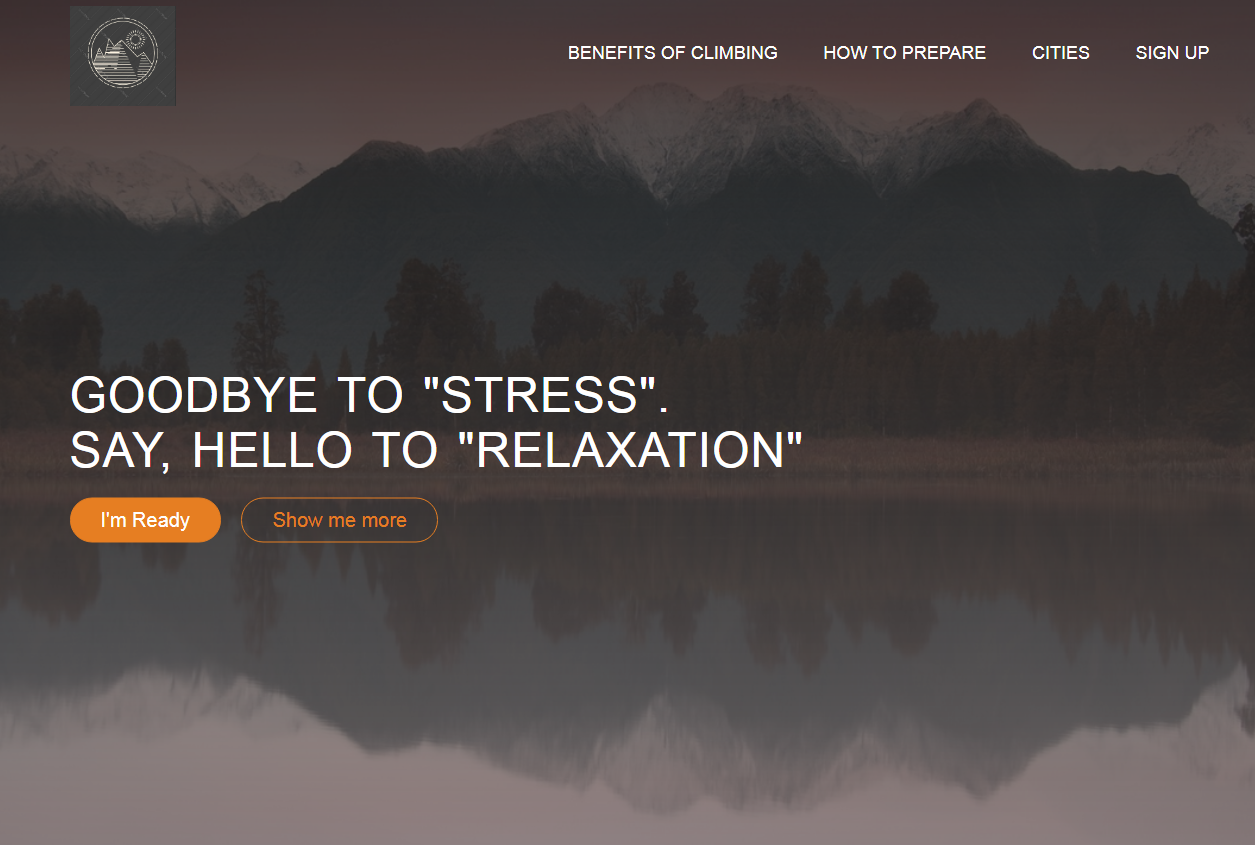 BENEFITS OF CLIMBING HOW TO PREPARE CITIES SIGN UP
GOODBYE TO "STRESS".
SAY, HELLO TO "RELAXATION"
I'm Ready Show me more